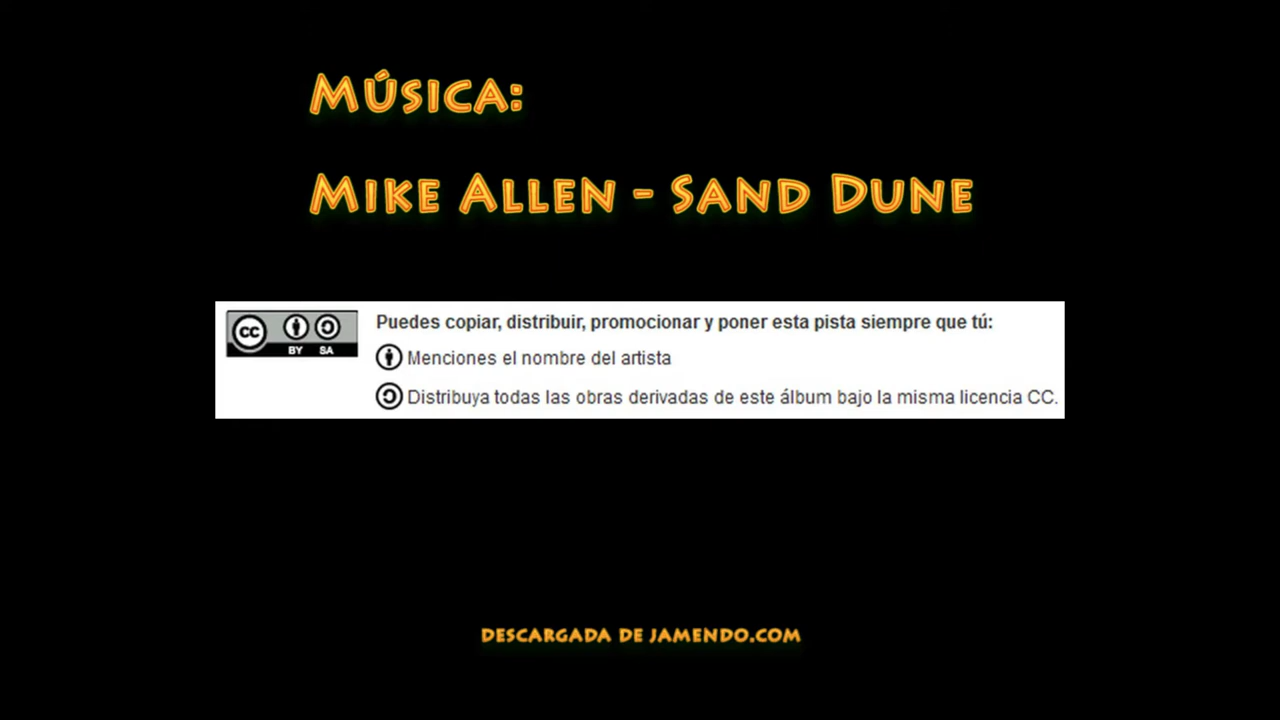 Música:
Mike Allen - Sand Dune
cc BY SA
Puedes copiar, distribuir, promocionar y poner esta pista siempre que tú:
Menciones el nombre del artista
Distribuya todas las obras derivadas de este álbum bajo la misma licencia CC.
DESCARGADA DE JAMENDO.COM